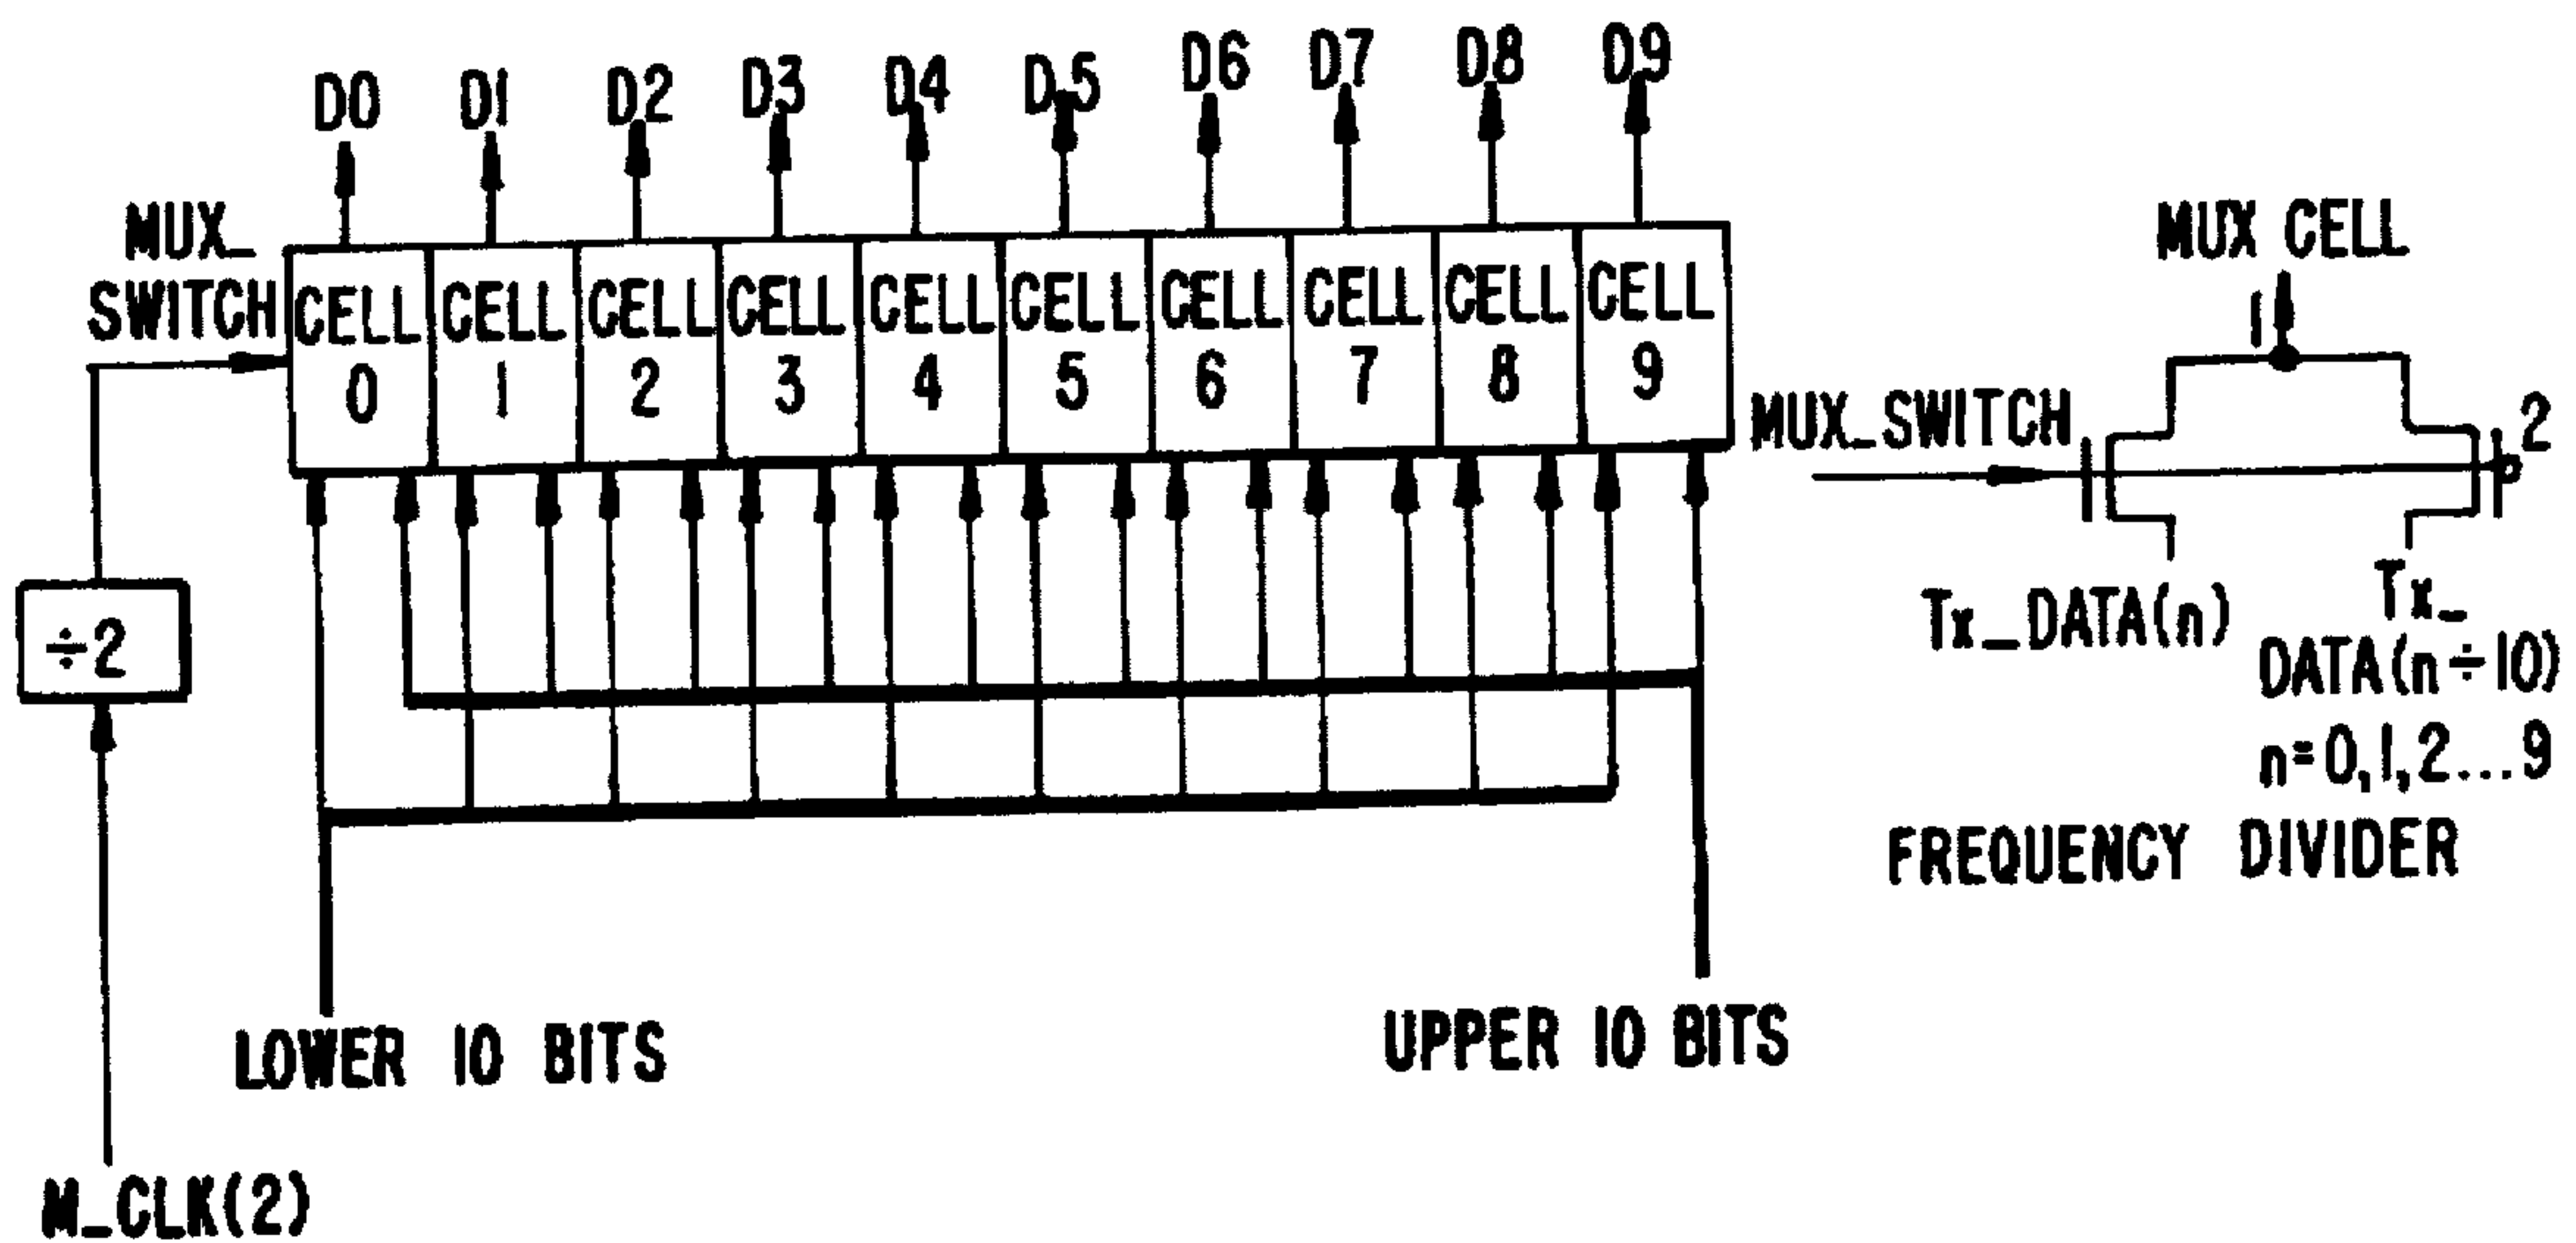 D0 D1 D2 D3 D4 D5 D6 D7 D8 D9
MUX_
SWITCH
CELL CELL CELL CELL CELL CELL CELL CELL CELL CELL
0 1 2 3 4 5 6 7 8 9
÷2
LOWER 10 BITS
UPPER 10 BITS
M_CLK(2)
MUX CELL
1
MUX_SWITCH
2
Tx_DATA(n)
Tx_
DATA(n÷10)
n=0,1,2...9
FREQUENCY DIVIDER